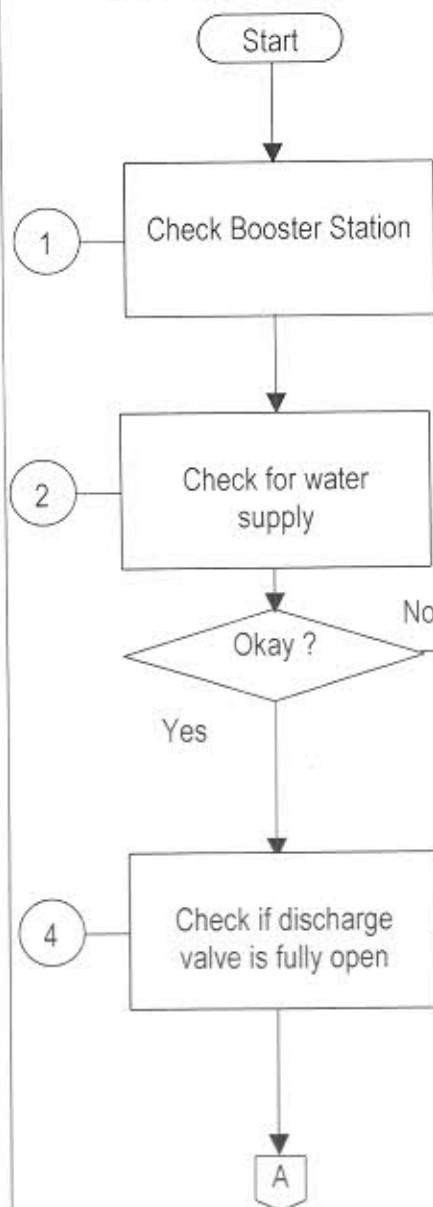 Start
1
Check Booster Station
2
Check for water
supply
Okay ?
No
Yes
4
Check if discharge
valve is fully open
A